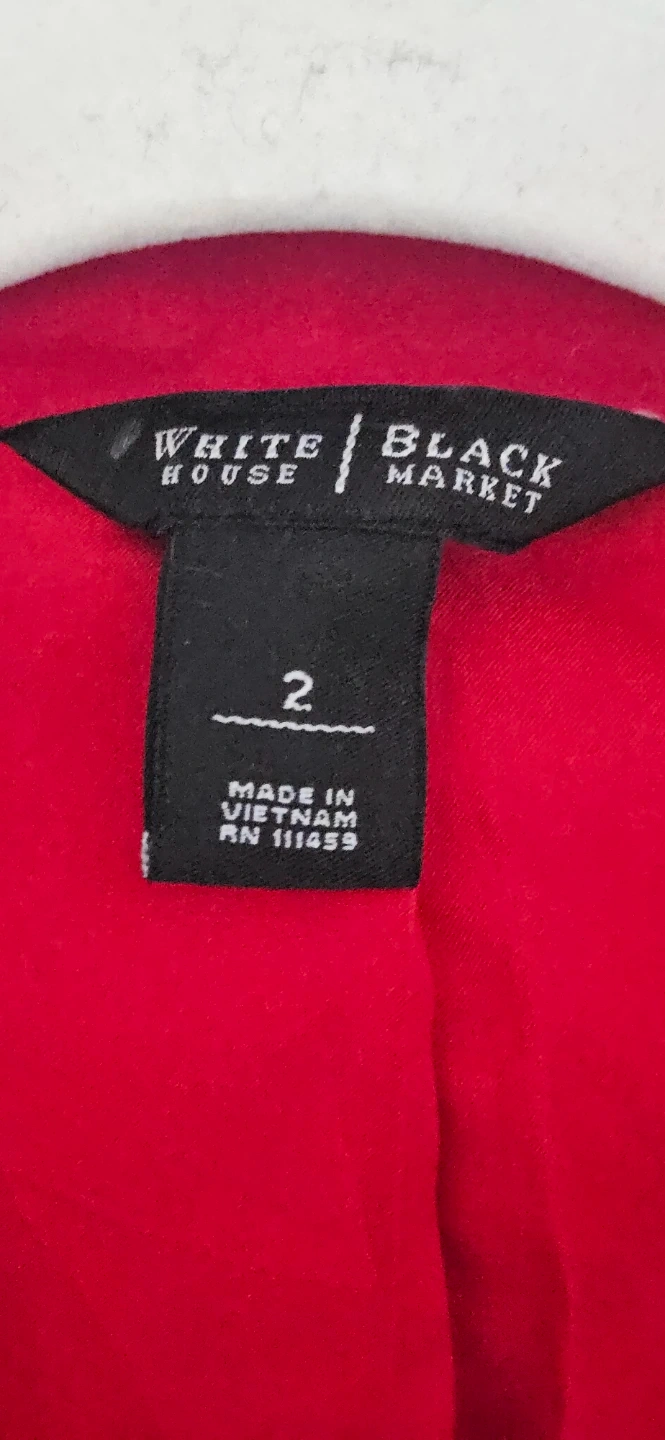 WHITE | BLACK
HOUSE | MARKET
2
MADE IN
VIETNAM
RN 111459